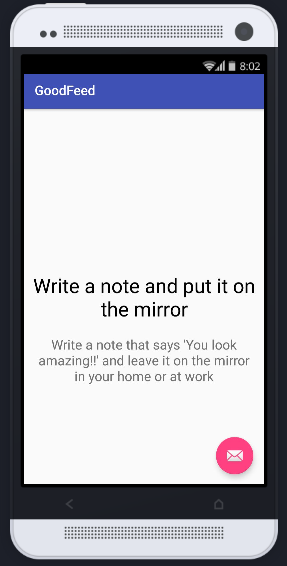 8:02
GoodFeed
Write a note and put it on
the mirror
Write a note that says 'You look
amazing!!' and leave it on the mirror
in your home or at work